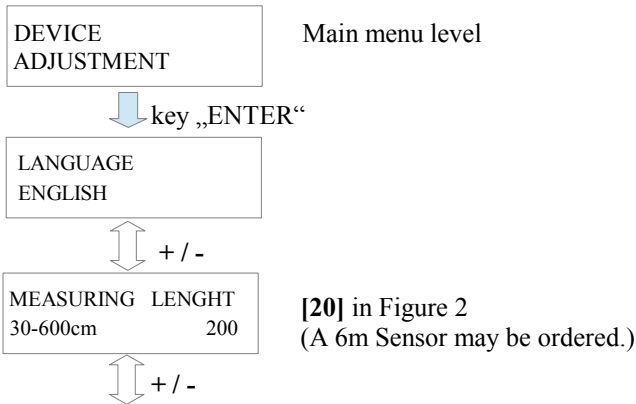 DEVICE
ADJUSTMENT
Main menu level
key „ENTER“
LANGUAGE
ENGLISH
+ / -
MEASURING LENGHT
30-600cm 200
[20] in Figure 2
(A 6m Sensor may be ordered.)
+ / -